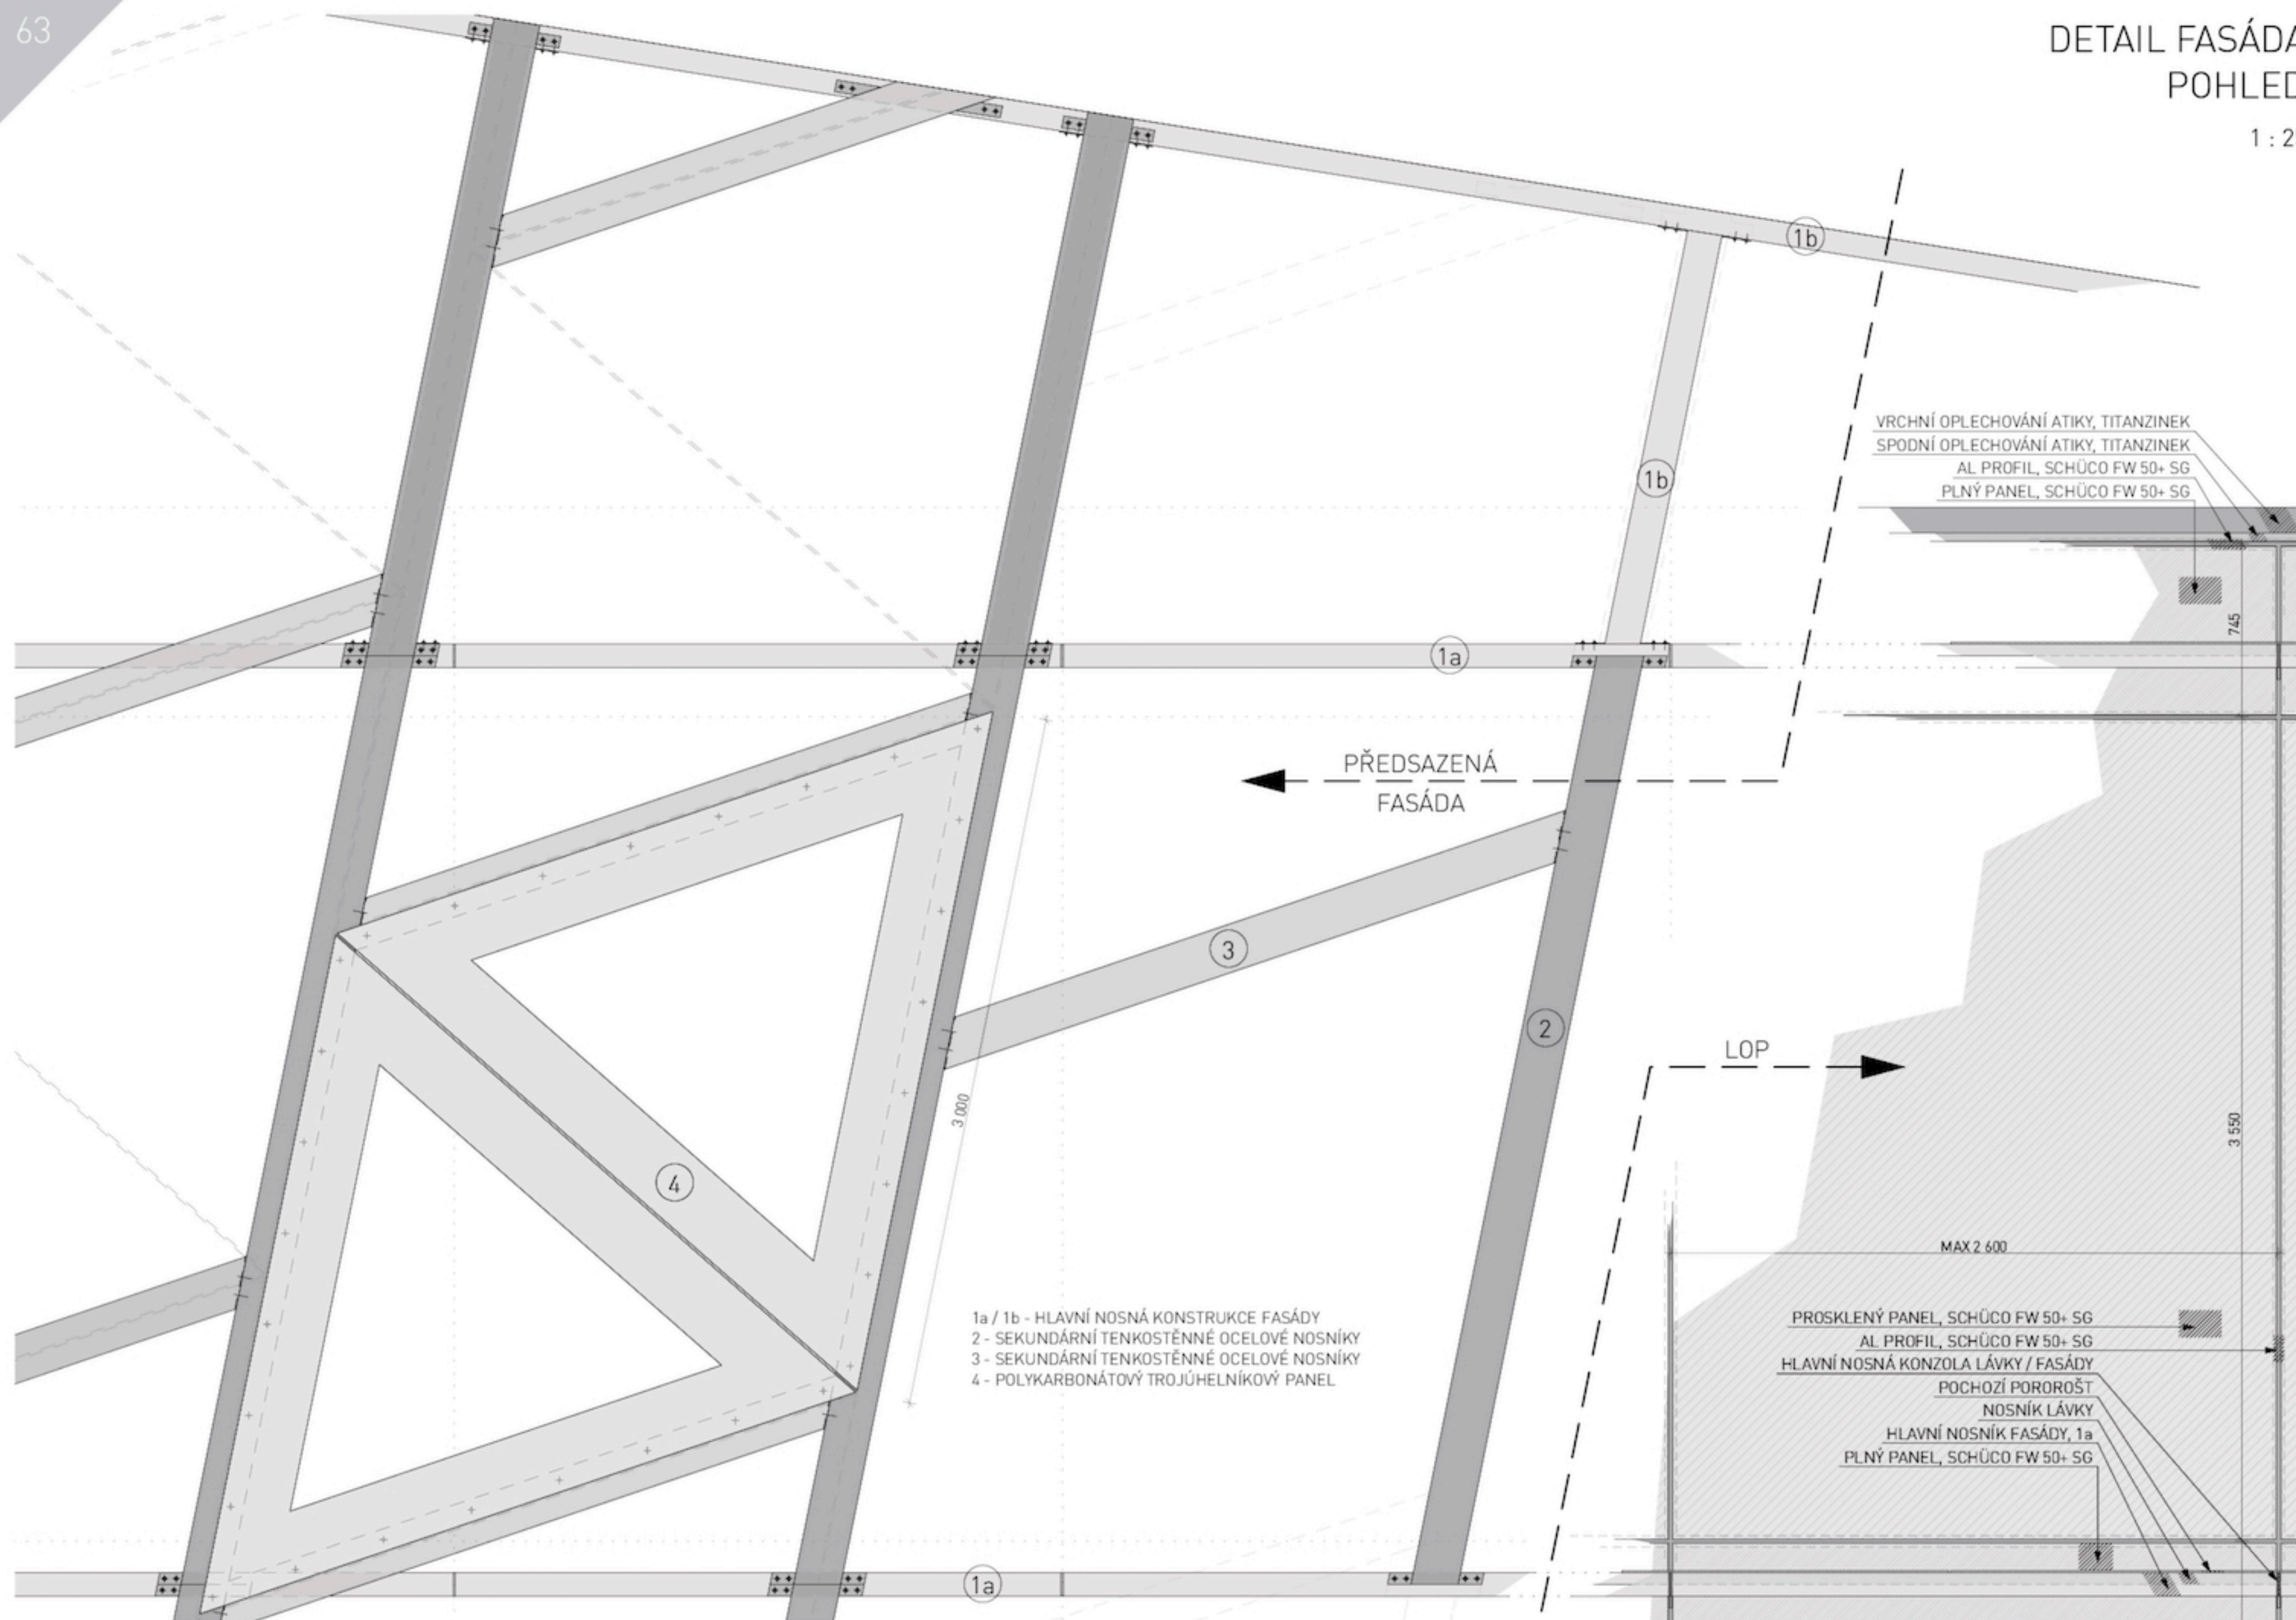 63
DETAIL FASÁDA
POHLED
1 : 2
1b
1b
VRCHNÍ OPLECHOVÁNÍ ATIKY, TITANZINEK
SPODNÍ OPLECHOVÁNÍ ATIKY, TITANZINEK
AL PROFIL, SCHÜCO FW 50+ SG
PLNÝ PANEL, SCHÜCO FW 50+ SG
745
1a
PŘEDSAZENÁ
FASÁDA
3
2
LOP
3 000
3 550
4
MAX 2 600
1a / 1b - HLAVNÍ NOSNÁ KONSTRUKCE FASÁDY
2 - SEKUNDÁRNÍ TENKOSTĚNNÉ OCELOVÉ NOSNÍKY
3 - SEKUNDÁRNÍ TENKOSTĚNNÉ OCELOVÉ NOSNÍKY
4 - POLYKARBONÁTOVÝ TROJÚHELNÍKOVÝ PANEL
PROSKLENÝ PANEL, SCHÜCO FW 50+ SG
AL PROFIL, SCHÜCO FW 50+ SG
HLAVNÍ NOSNÁ KONZOLA LÁVKY / FASÁDY
POCHOZÍ POROROŠT
NOSNÍK LÁVKY
HLAVNÍ NOSNÍK FASÁDY, 1a
PLNÝ PANEL, SCHÜCO FW 50+ SG
1a